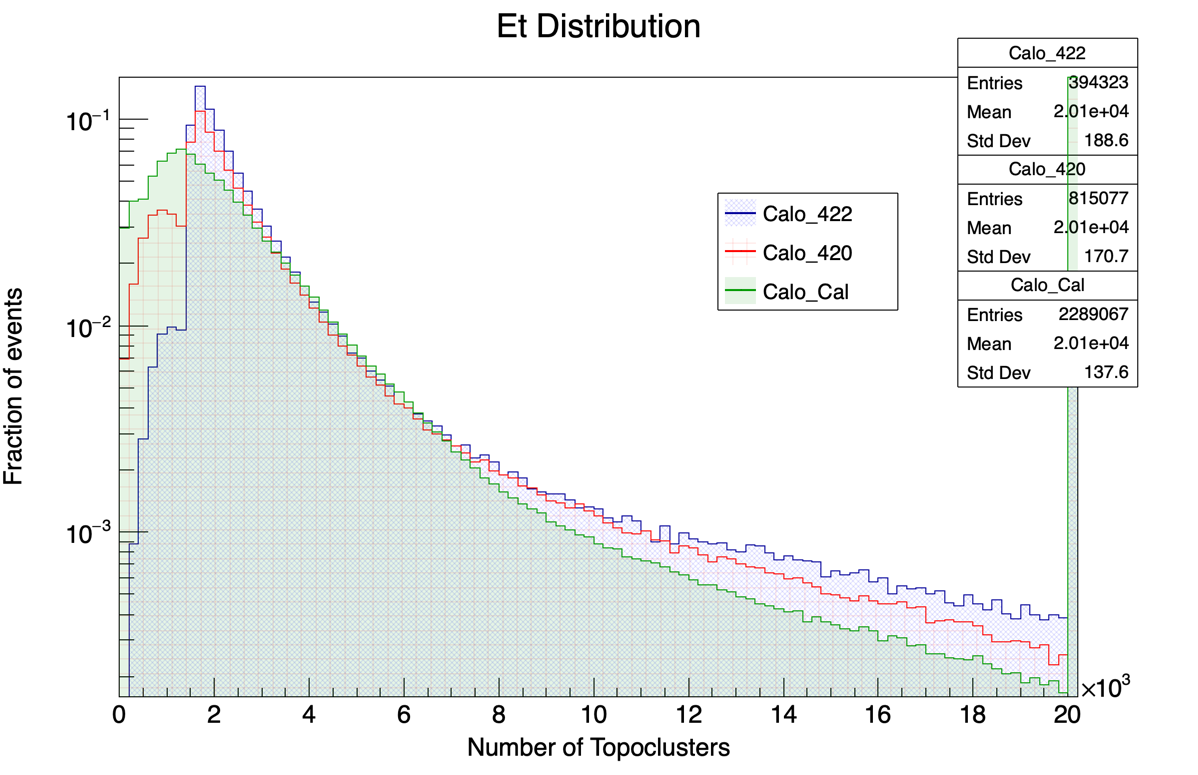 Et Distribution
Calo_422
Entries 394323
Mean 2.01e+04
Std Dev 188.6
Calo_420
Entries 815077
Mean 2.01e+04
Std Dev 170.7
Calo_Cal
Entries 2289067
Mean 2.01e+04
Std Dev 137.6
Calo_422
Calo_420
Calo_Cal
Fraction of events
10⁻¹
10⁻²
10⁻³
0 2 4 6 8 10 12 14 16 18 20
×10³
Number of Topoclusters